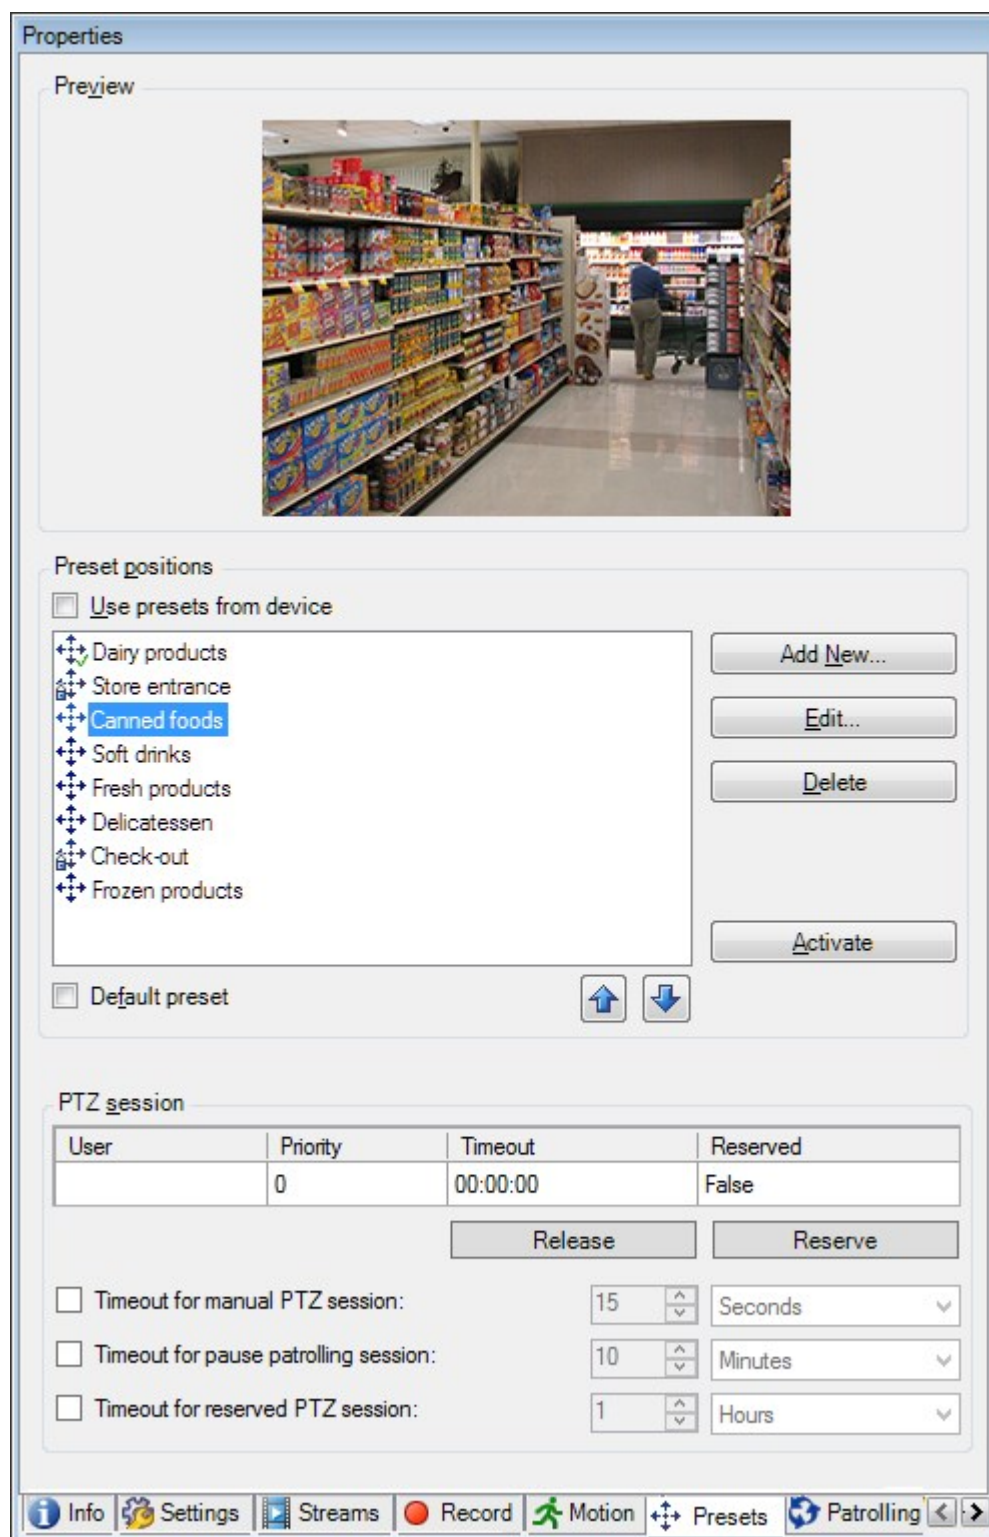 Properties
Preview
Preset positions
Use presets from device
Dairy products
Store entrance
Canned foods
Soft drinks
Fresh products
Delicatessen
Check-out
Frozen products
Add New...
Edit...
Delete
Activate
Default preset
PTZ session
User Priority Timeout Reserved
0 00:00:00 False
Release Reserve
Timeout for manual PTZ session: 15 Seconds
Timeout for pause patrolling session: 10 Minutes
Timeout for reserved PTZ session: 1 Hours
Info Settings Streams Record Motion Presets Patrolling